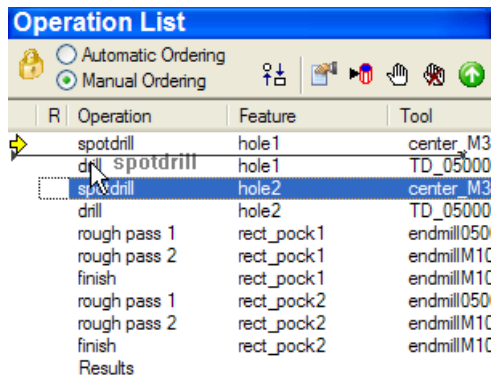 Operation List
Automatic Ordering
Manual Ordering
R Operation Feature Tool
spotdrill hole1 center_M3
drill spotdrill hole1 TD_05000
spotdrill hole2 center_M3
drill hole2 TD_05000
rough pass 1 rect_pock1 endmill0500
rough pass 2 rect_pock1 endmillM10
finish rect_pock1 endmillM10
rough pass 1 rect_pock2 endmill0500
rough pass 2 rect_pock2 endmillM10
finish rect_pock2 endmillM10
Results